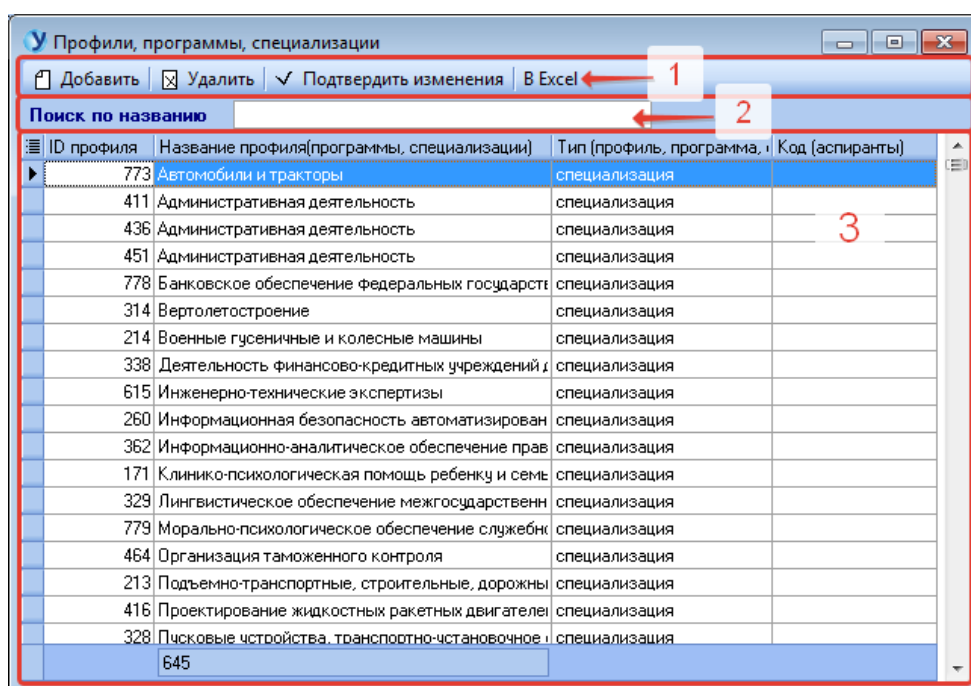 У Профили, программы, специализации
Добавить Удалить Подтвердить изменения В Excel 1
Поиск по названию 2
ID профиля Название профиля(программы, специализации) Тип (профиль, программа, Код (аспиранты)
773 Автомобили и тракторы специализация
411 Административная деятельность специализация
436 Административная деятельность специализация 3
451 Административная деятельность специализация
778 Банковское обеспечение федеральных государсте специализация
314 Вертолетостроение специализация
214 Военные гусеничные и колесные машины специализация
338 Деятельность финансово-кредитных учреждений специализация
615 Инженерно-технические экспертизы специализация
260 Информационная безопасность автоматизирован специализация
362 Информационно-аналитическое обеспечение прав специализация
171 Клинико-психологическая помощь ребенку и семь специализация
329 Лингвистическое обеспечение межгосударственн специализация
779 Морально-психологическое обеспечение служебн специализация
464 Организация таможенного контроля специализация
213 Подъемно-транспортные, строительные, дорожны специализация
416 Проектирование жидкостных ракетных двигателе специализация
328 Пусковые устройства, транспортно-установочное специализация
645